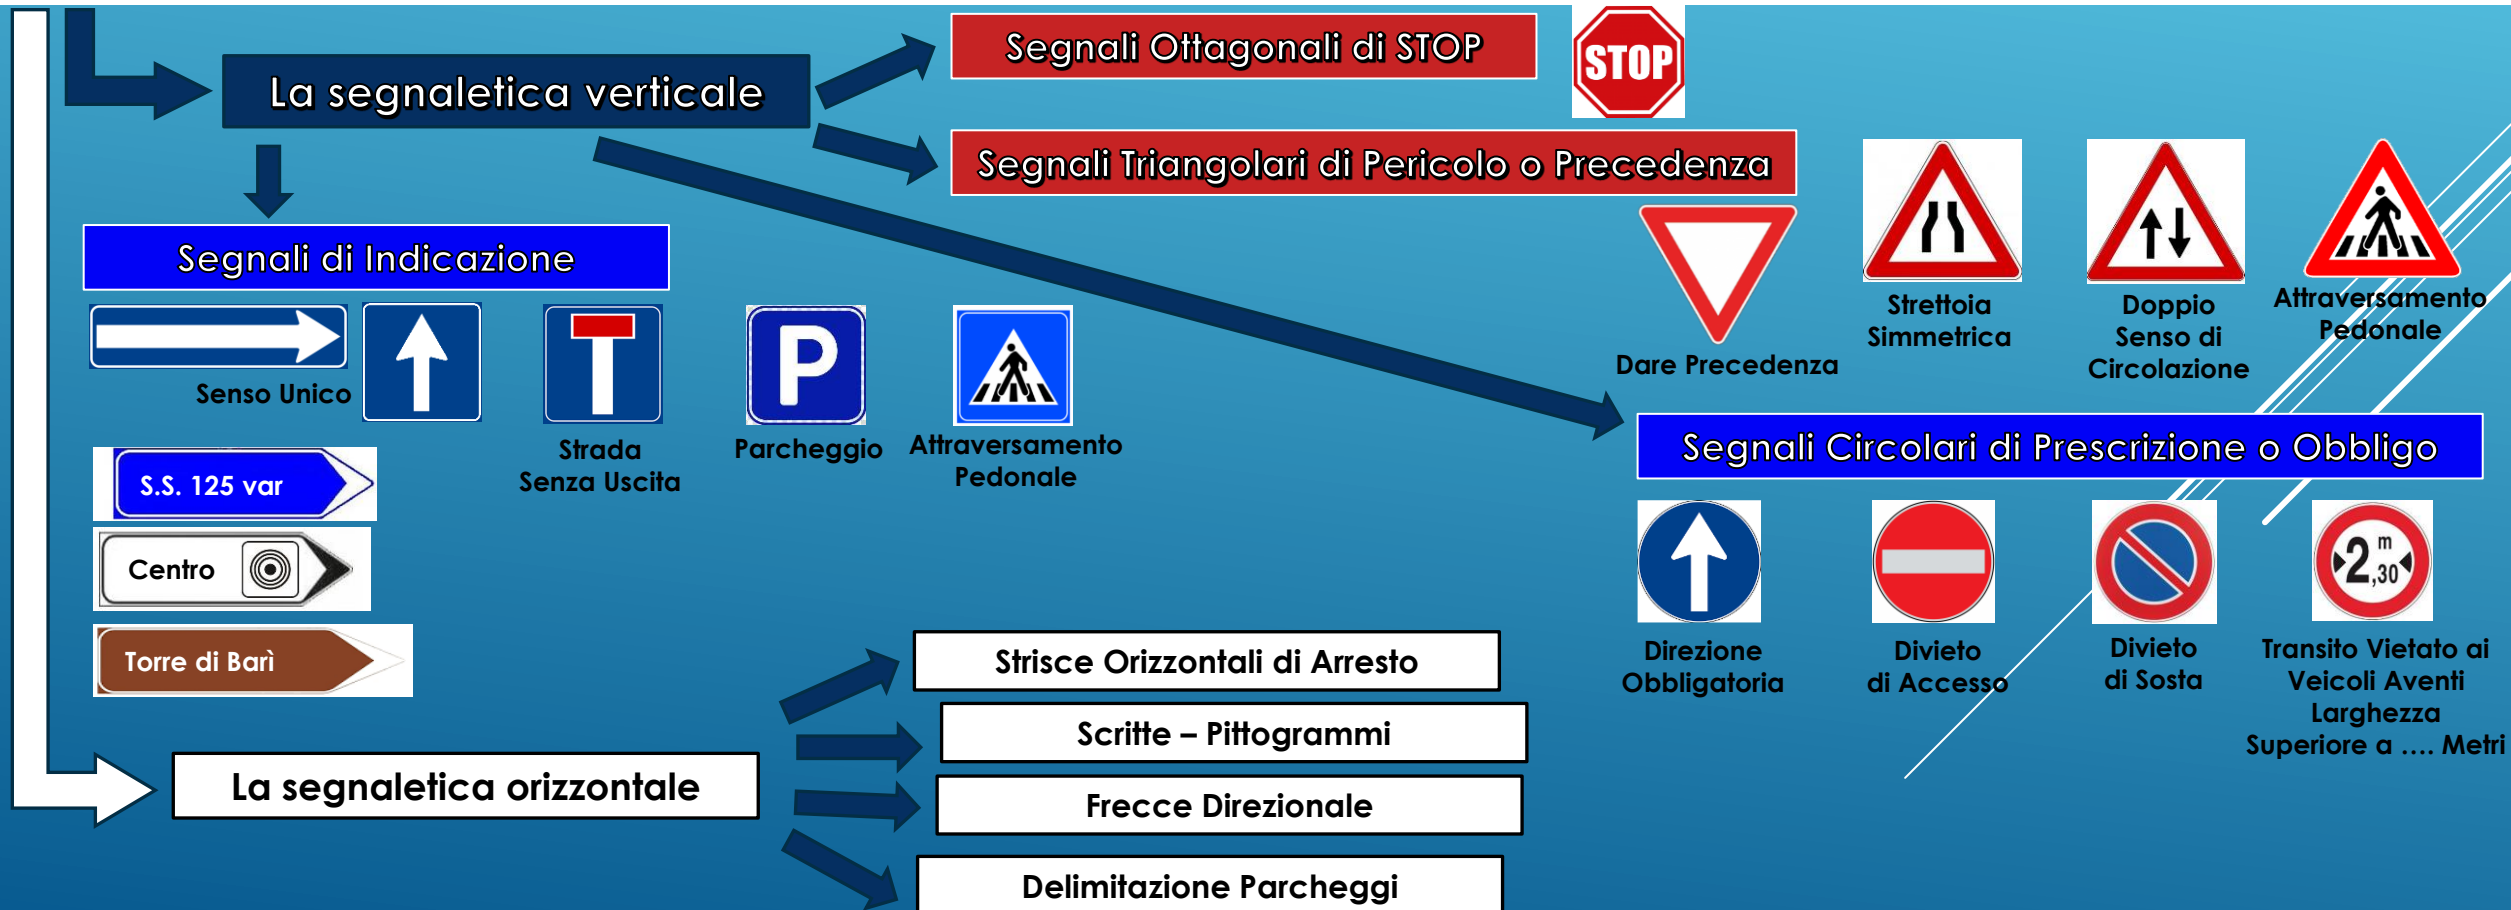 La segnaletica verticale
Segnali Ottagonali di STOP
STOP
Segnali Triangolari di Pericolo o Precedenza
Dare Precedenza
Strettoia
Simmetrica
Doppio
Senso di
Circolazione
Attraversamento
Pedonale
Segnali di Indicazione
Senso Unico
Strada
Senza Uscita
P
Parcheggio
Attraversamento
Pedonale
S.S. 125 var
Centro
Torre di Barì
Segnali Circolari di Prescrizione o Obbligo
Direzione
Obbligatoria
Divieto
di Accesso
Divieto
di Sosta
2,30 m
Transito Vietato ai
Veicoli Aventi
Larghezza
Superiore a .... Metri
La segnaletica orizzontale
Strisce Orizzontali di Arresto
Scritte – Pittogrammi
Frecce Direzionale
Delimitazione Parcheggi